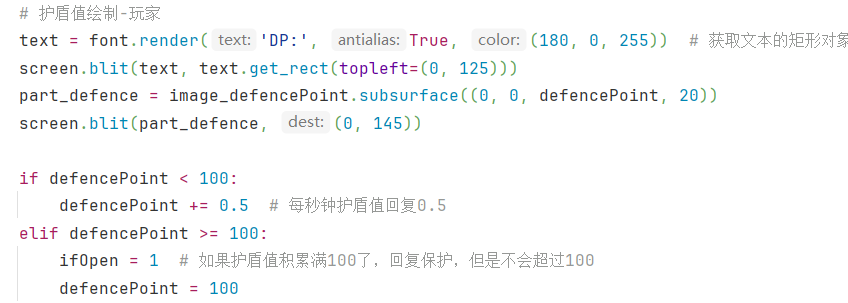 # 护盾值绘制-玩家
text = font.render( text: 'DP:', antialias: True, color: (180, 0, 255))  # 获取文本的矩形对象
screen.blit(text, text.get_rect(topleft=(0, 125)))
part_defence = image_defencePoint.subsurface((0, 0, defencePoint, 20))
screen.blit(part_defence, dest: (0, 145))
if defencePoint < 100:
    defencePoint += 0.5  # 每秒钟护盾值回复0.5
elif defencePoint >= 100:
    ifOpen = 1  # 如果护盾值积累满100了，回复保护，但是不会超过100
    defencePoint = 100